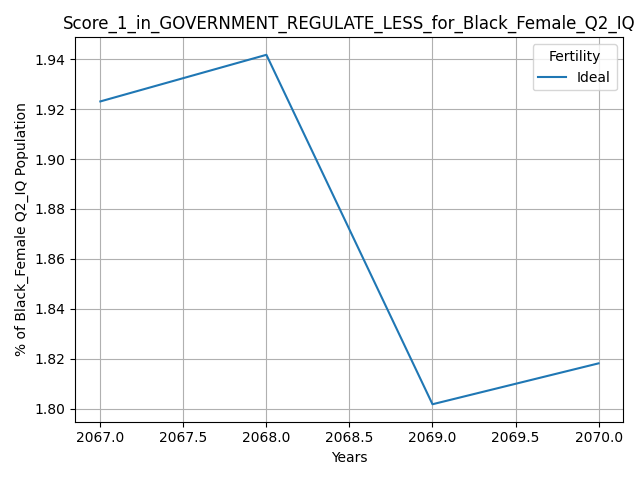 Score_1_in_GOVERNMENT_REGULATE_LESS_for_Black_Female_Q2_IQ
Fertility
Ideal
% of Black_Female Q2_IQ Population
1.94
1.92
1.90
1.88
1.86
1.84
1.82
1.80
2067.0 2067.5 2068.0 2068.5 2069.0 2069.5 2070.0
Years